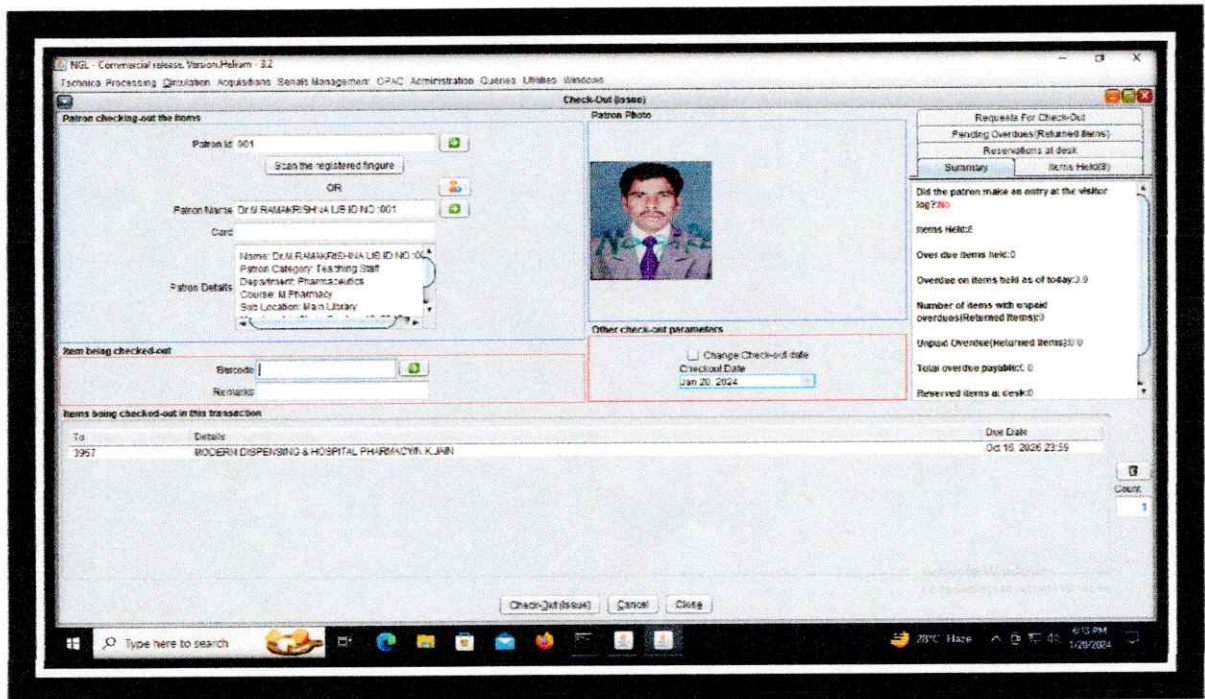 NGL - Commercial release, Version:Helium - 3.2
Technical Processing Circulation Acquisitions Serials Management OPAC Administration Queries Utilities Windows
Check-Out (Issue)
Patron checking-out the items
Patron Id 001
Scan the registered fingure
OR
Patron Name Dr.M.RAMAKRISHNA LIB ID NO :001
Card
Patron Details
Name: Dr.M.RAMAKRISHNA LIB ID NO :00
Patron Category: Teaching Staff
Department: Pharmaceutics
Course: M.Pharmacy
Sub Location: Main Library
Patron Photo
Other check-out parameters
Change Check-out date
Checkout Date
Jan 20, 2024
Requests For Check-Out
Pending Overdues(Returned Items)
Reservations at desk
Summary Items Held(8)
Did the patron make an entry at the visitor
log?:No
Items Held:
Over due items held:0
Overdue on items held as of today:
Number of items with unpaid
overdues(Returned Items):0
Unpaid Overdue(Returned Items):0.0
Total overdue payable:
Reserved items at desk:0
Item being checked-out
Barcode
Remarks
Items being checked-out in this transaction
To Details Due Date
3957 MODERN DISPENSING & HOSPITAL PHARMACY/N.K.JAIN Oct 16, 2026 23:59
Count
1
Check-Out (Issue) Cancel Close
Type here to search
28°C Haze
6:13 PM
1/20/2024